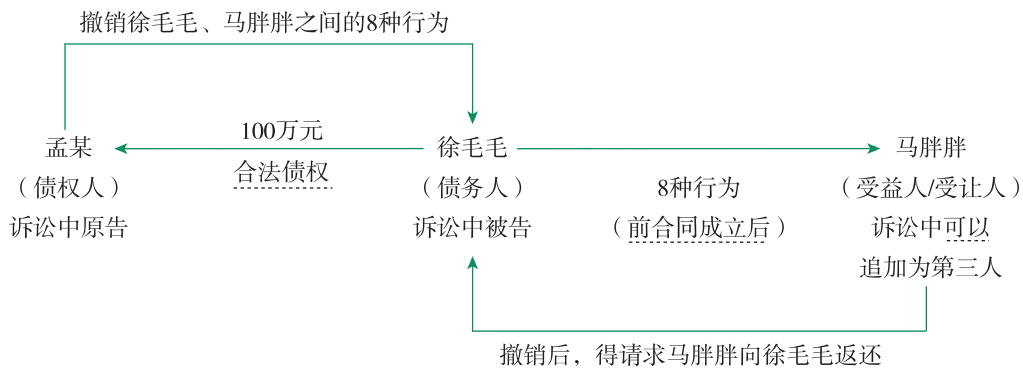 撤销徐毛毛、马胖胖之间的8种行为
孟某
（债权人）
诉讼中原告
100万元
合法债权
徐毛毛
（债务人）
诉讼中被告
8种行为
（前合同成立后）
马胖胖
（受益人/受让人）
诉讼中可以
追加为第三人
撤销后，得请求马胖胖向徐毛毛返还